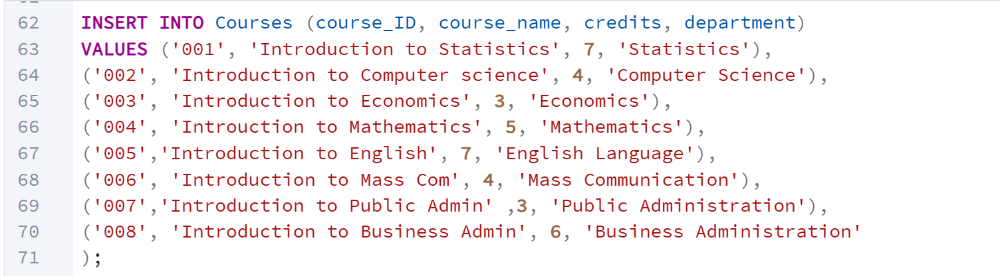 62 INSERT INTO Courses (course_ID, course_name, credits, department)
63 VALUES ('001', 'Introduction to Statistics', 7, 'Statistics'),
64 ('002', 'Introduction to Computer science', 4, 'Computer Science'),
65 ('003', 'Introduction to Economics', 3, 'Economics'),
66 ('004', 'Introuction to Mathematics', 5, 'Mathematics'),
67 ('005','Introduction to English', 7, 'English Language'),
68 ('006', 'Introduction to Mass Com', 4, 'Mass Communication'),
69 ('007','Introduction to Public Admin' ,3, 'Public Administration'),
70 ('008', 'Introduction to Business Admin', 6, 'Business Administration'
71 );